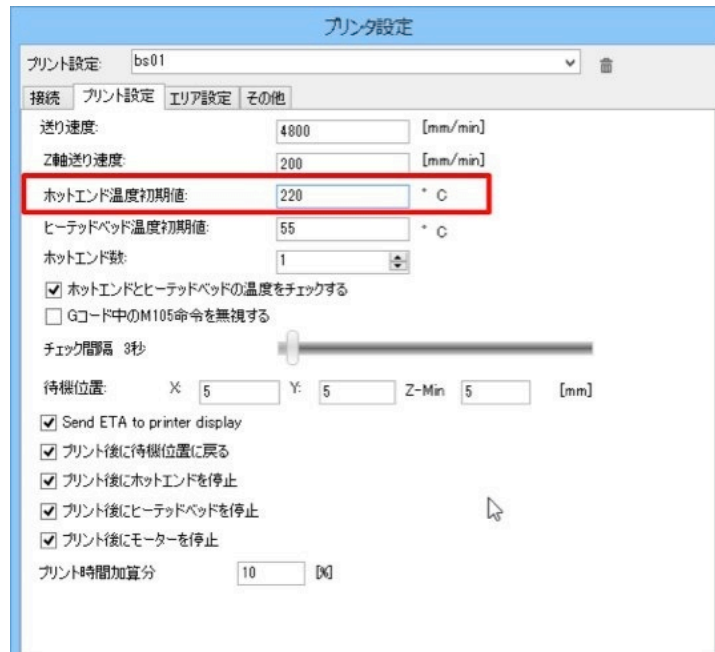 プリンタ設定
プリント設定: bs01
接続 プリント設定 エリア設定 その他
送り速度: 4800 [mm/min]
Z軸送り速度: 200 [mm/min]
ホットエンド温度初期値: 220 ° C
ヒーテッドベッド温度初期値: 55 ° C
ホットエンド数: 1
ホットエンドとヒーテッドベッドの温度をチェックする
Gコード中のM105命令を無視する
チェック間隔 3秒
待機位置: X: 5 Y: 5 Z-Min 5 [mm]
Send ETA to printer display
プリント後に待機位置に戻る
プリント後にホットエンドを停止
プリント後にヒーテッドベッドを停止
プリント後にモーターを停止
プリント時間加算分 10 [%]